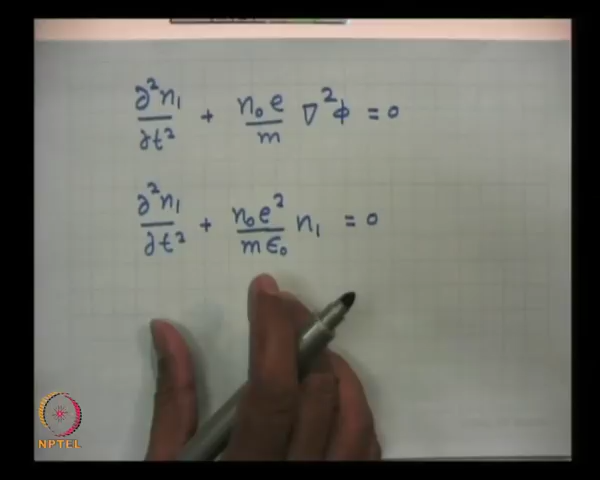 ∂²n₁/∂t² + n₀e/m ∇²ϕ = 0
∂²n₁/∂t² + n₀e²/mϵ₀ n₁ = 0
NPTEL